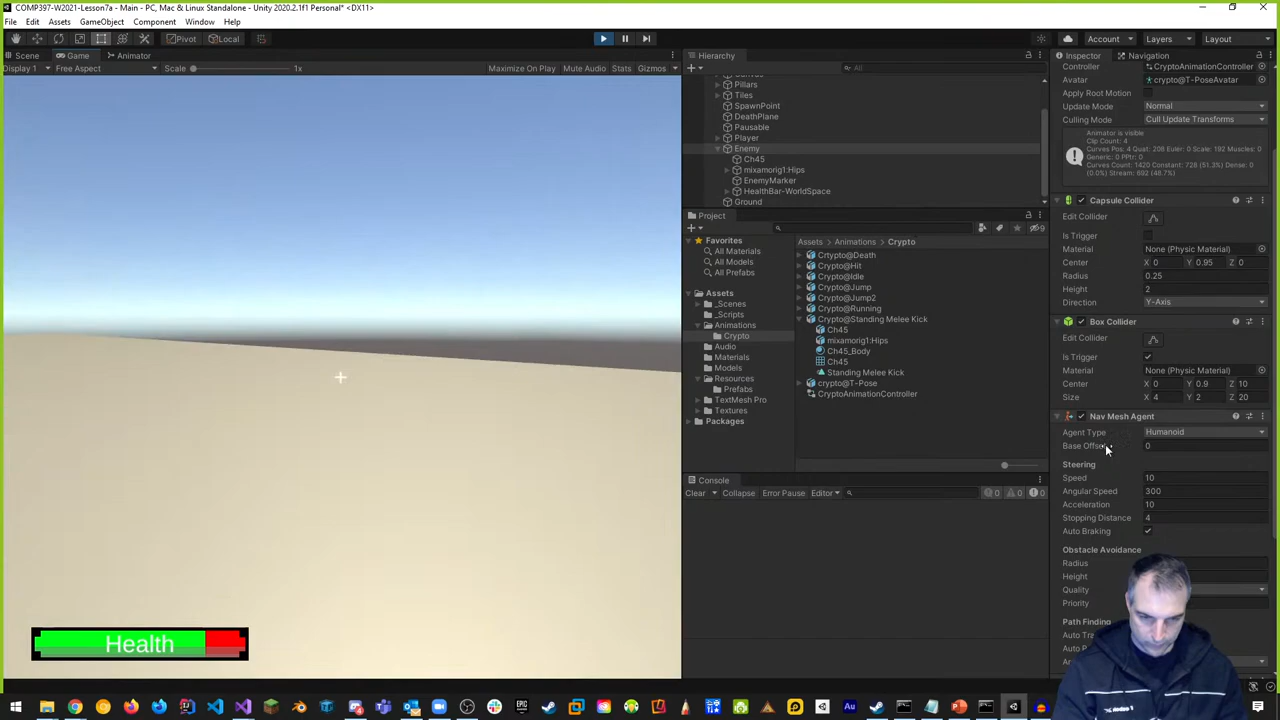 COMP397-W2021-Lesson7a - Main - PC, Mac & Linux Standalone - Unity 2020.2.1f1 Personal* <DX11>
File Edit Assets GameObject Component Window Help
Pivot Local Account Layers Layout
Scene Game Animator
Display 1 Free Aspect Scale 1x Maximize On Play Mute Audio Stats Gizmos
Health
Hierarchy
All
Pillars
Tiles
SpawnPoint
DeathPlane
Pausable
Player
Enemy
Ch45
mixamorig1:Hips
EnemyMarker
HealthBar-WorldSpace
Ground
Project
9
Favorites
All Materials
All Models
All Prefabs
Assets
_Scenes
_Scripts
Animations
Crypto
Audio
Materials
Models
Resources
Prefabs
TextMesh Pro
Textures
Packages
Assets Animations Crypto
Crtypto@Death
Crypto@Hit
Crypto@Idle
Crypto@Jump
Crypto@Jump2
Crypto@Running
Crypto@Standing Melee Kick
Ch45
mixamorig1:Hips
Ch45_Body
Ch45
Standing Melee Kick
crypto@T-Pose
CryptoAnimationController
Console
Clear Collapse Error Pause Editor 0 0 0
Inspector Navigation
Controller CryptoAnimationController
Avatar crypto@T-PoseAvatar
Apply Root Motion
Update Mode Normal
Culling Mode Cull Update Transforms
Animator is visible
Clip Count: 4
Curves Pos: 4 Quat: 208 Euler: 0 Scale: 192 Muscles: 0
Generic: 0 PPtr: 0
Curves Count: 1420 Constant: 728 (51.3%) Dense: 0
(0.0%) Stream: 692 (48.7%)
Capsule Collider
Edit Collider
Is Trigger
Material None (Physic Material)
Center X 0 Y 0.95 Z 0
Radius 0.25
Height 2
Direction Y-Axis
Box Collider
Edit Collider
Is Trigger
Material None (Physic Material)
Center X 0 Y 0.9 Z 10
Size X 4 Y 2 Z 20
Nav Mesh Agent
Agent Type Humanoid
Base Offset 0
Steering
Speed 10
Angular Speed 300
Acceleration 10
Stopping Distance 4
Auto Braking
Obstacle Avoidance
Radius
Height
Quality
Priority
Path Finding
Auto Tra
Auto